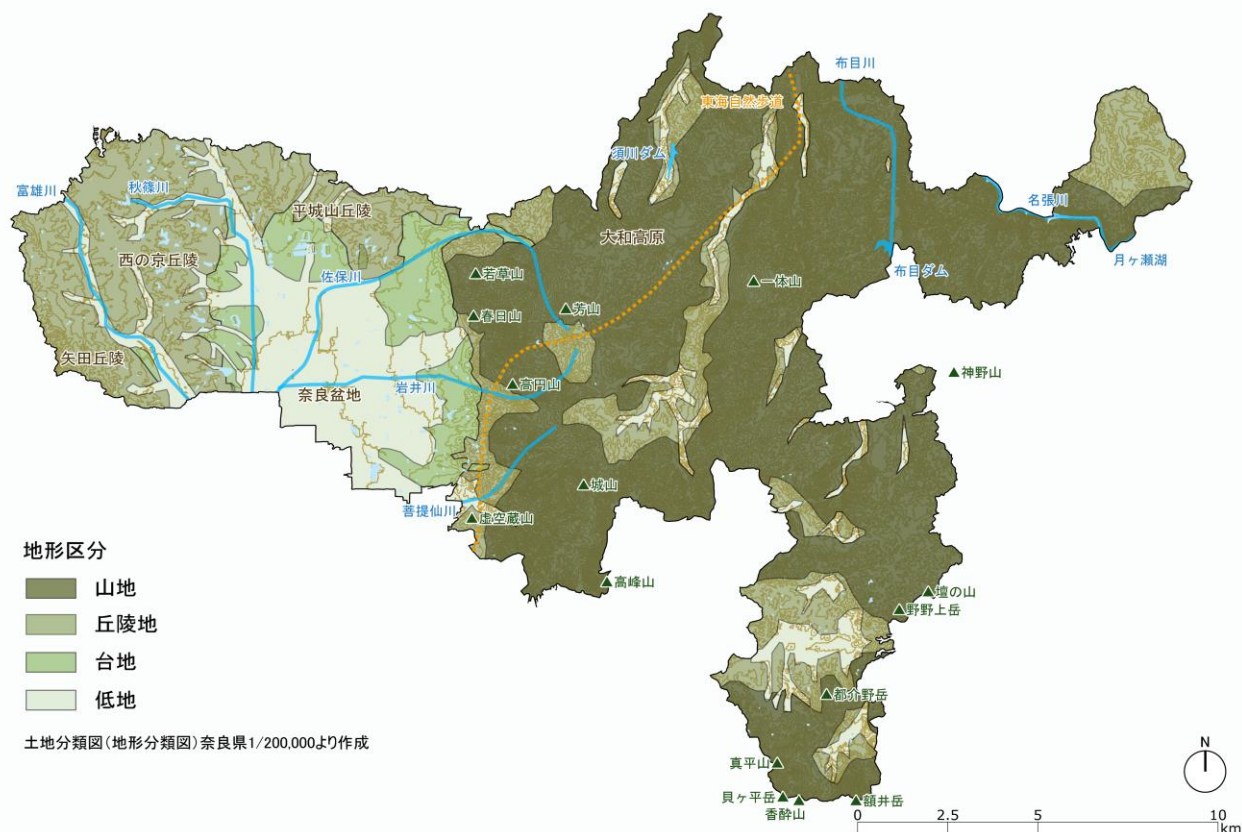 布目川
東海自然歩道
須川ダム
富雄川
秋篠川
平城山丘陵
名張川
大和高原
西の京丘陵
月ヶ瀬湖
佐保川
若草山
布目ダム
一体山
芳山
春日山
矢田丘陵
神野山
高円山
岩井川
奈良盆地
城山
菩提仙川
虚空蔵山
高峰山
壇の山
野野上岳
都介野岳
真平山
貝ヶ平岳
香酔山
額井岳
地形区分
山地
丘陵地
台地
低地
土地分類図(地形分類図)奈良県1/200,000より作成
N
0 2.5 5 10
km